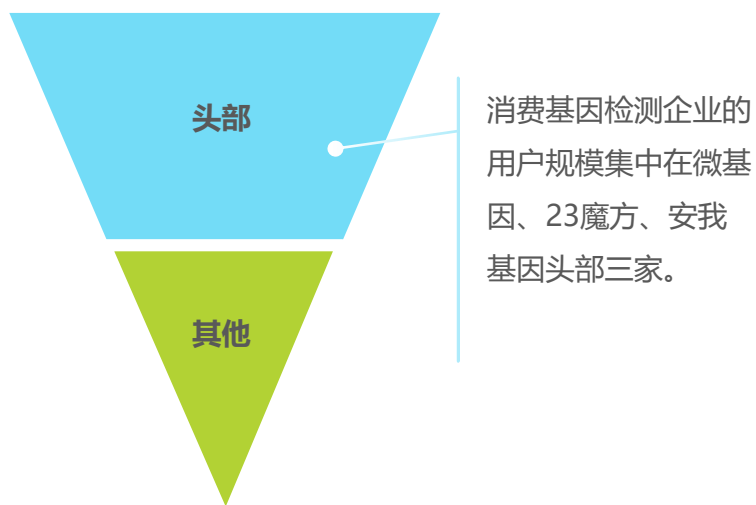 头部
消费基因检测企业的
用户规模集中在微基
因、23魔方、安我
基因头部三家。
其他